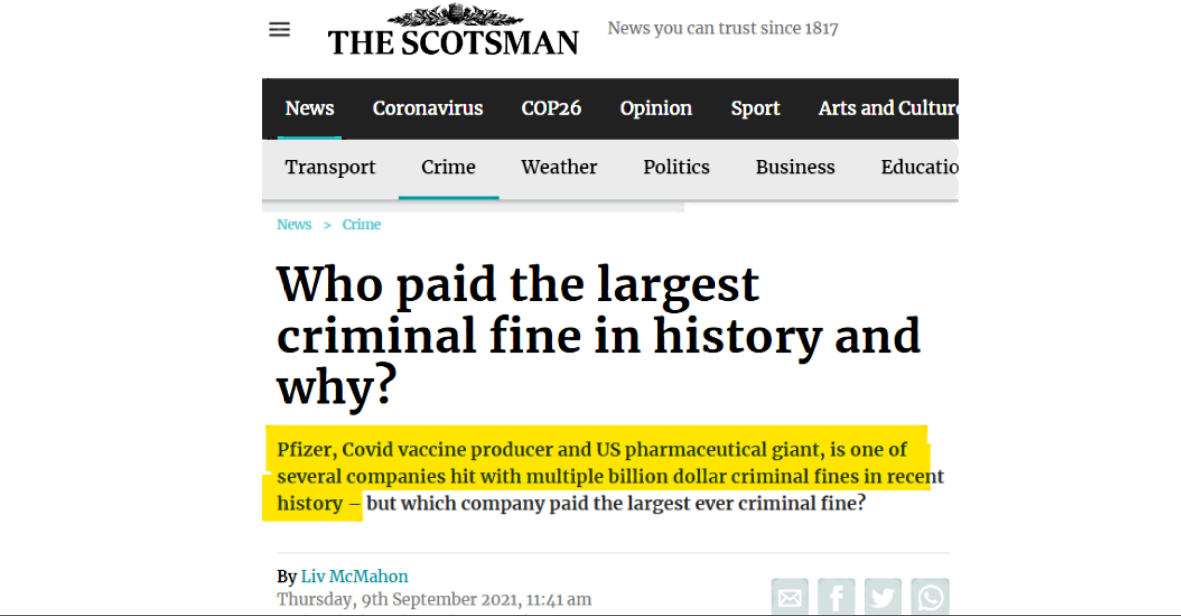 THE SCOTSMAN
News you can trust since 1817
News Coronavirus COP26 Opinion Sport Arts and Culture
Transport Crime Weather Politics Business Educatio
News > Crime
Who paid the largest
criminal fine in history and
why?
Pfizer, Covid vaccine producer and US pharmaceutical giant, is one of
several companies hit with multiple billion dollar criminal fines in recent
history – but which company paid the largest ever criminal fine?
By Liv McMahon
Thursday, 9th September 2021, 11:41 am